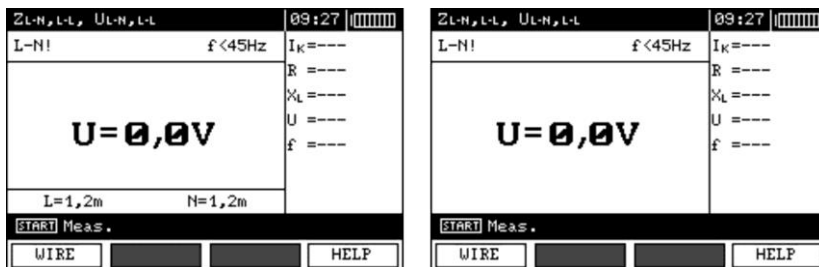 ZL-N,L-L, UL-N,L-L 09:27
L-N! f<45Hz
U=0,0V
L=1,2m N=1,2m
IK=---
R =---
XL=---
U =---
f =---
START Meas.
WIRE HELP
ZL-N,L-L, UL-N,L-L 09:27
L-N! f<45Hz
U=0,0V
IK=---
R =---
XL=---
U =---
f =---
START Meas.
WIRE HELP